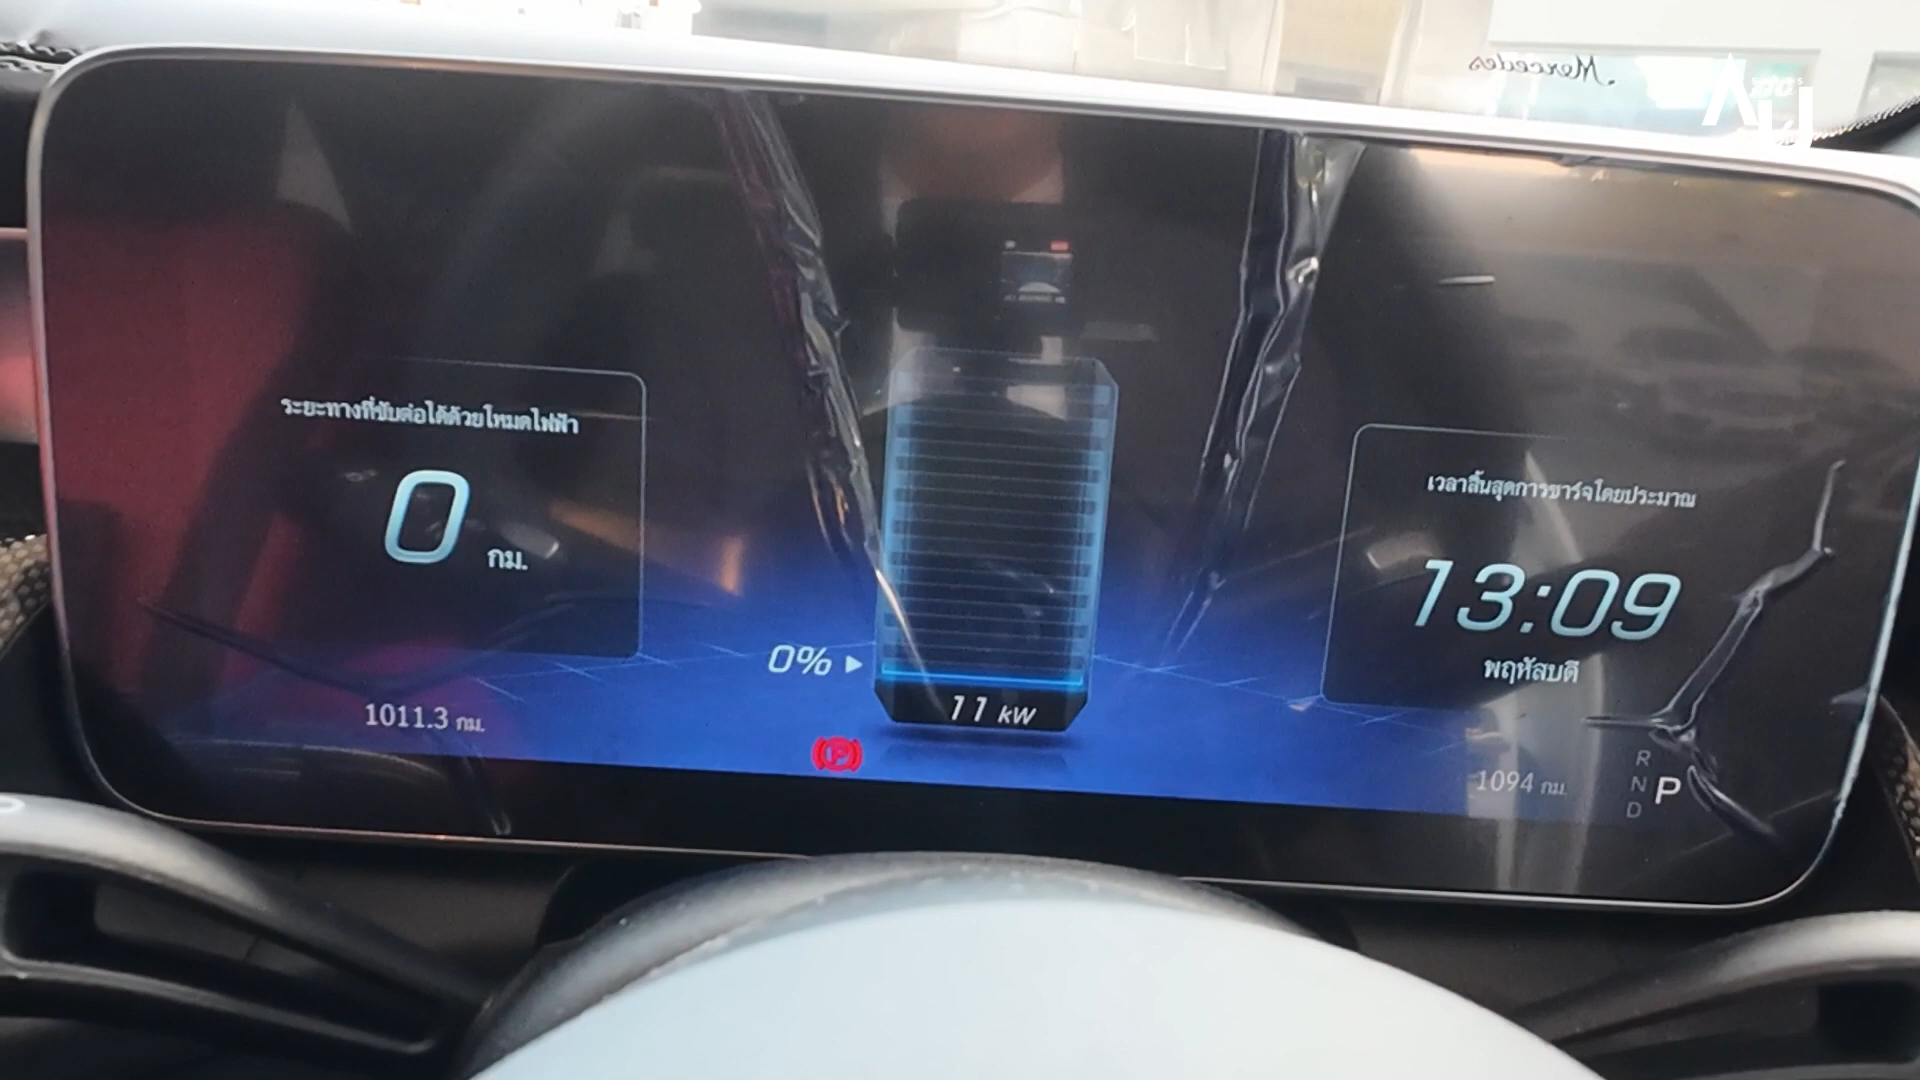 Mercedes
AU
ระยะทางที่ขับต่อได้ด้วยโหมดไฟฟ้า
0 กม.
เวลาสิ้นสุดการชาร์จโดยประมาณ
13:09
พฤหัสบดี
0%
11 kW
1011.3 กม.
P
1094 กม.
R
N
D
P